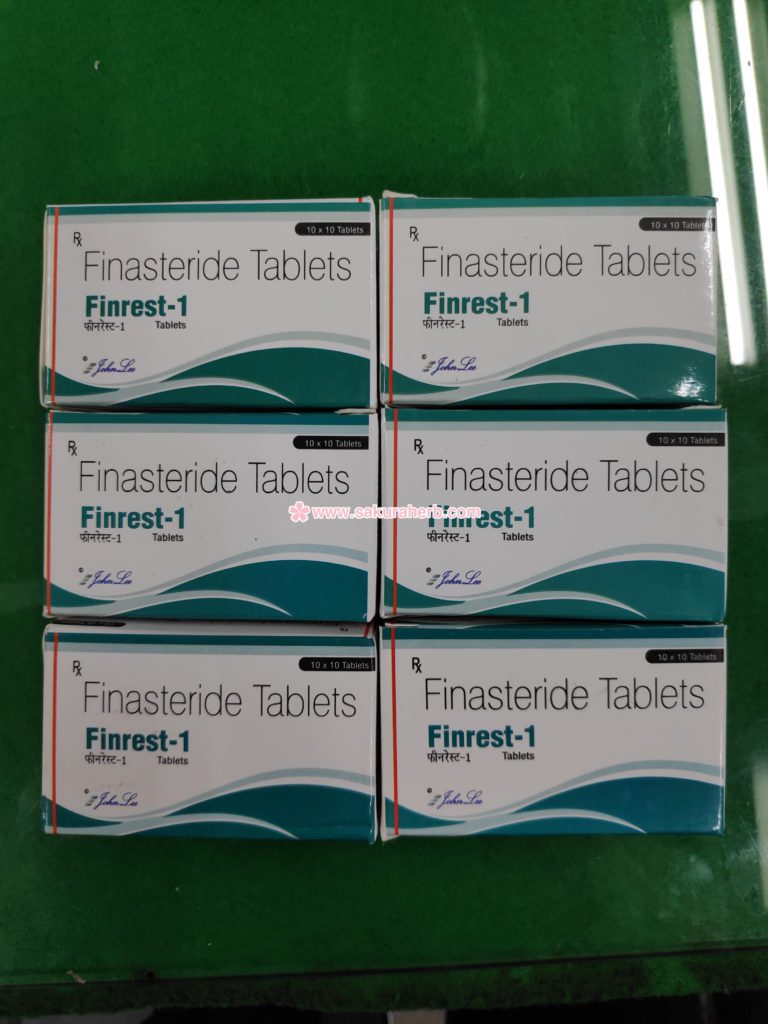 Rx
10 x 10 Tablets
Finasteride Tablets
Finrest-1
फीनरेस्ट-1 Tablets
John Lee
Rx
10 x 10 Tablets
Finasteride Tablets
Finrest-1
फीनरेस्ट-1 Tablets
John Lee
Rx
10 x 10 Tablets
Finasteride Tablets
Finrest-1
फीनरेस्ट-1 Tablets
John Lee
Rx
10 x 10 Tablets
Finasteride Tablets
Finrest-1
फीनरेस्ट-1 Tablets
John Lee
www.sakuraherb.com
Rx
10 x 10 Tablets
Finasteride Tablets
Finrest-1
फीनरेस्ट-1 Tablets
John Lee
Rx
10 x 10 Tablets
Finasteride Tablets
Finrest-1
फीनरेस्ट-1 Tablets
John Lee